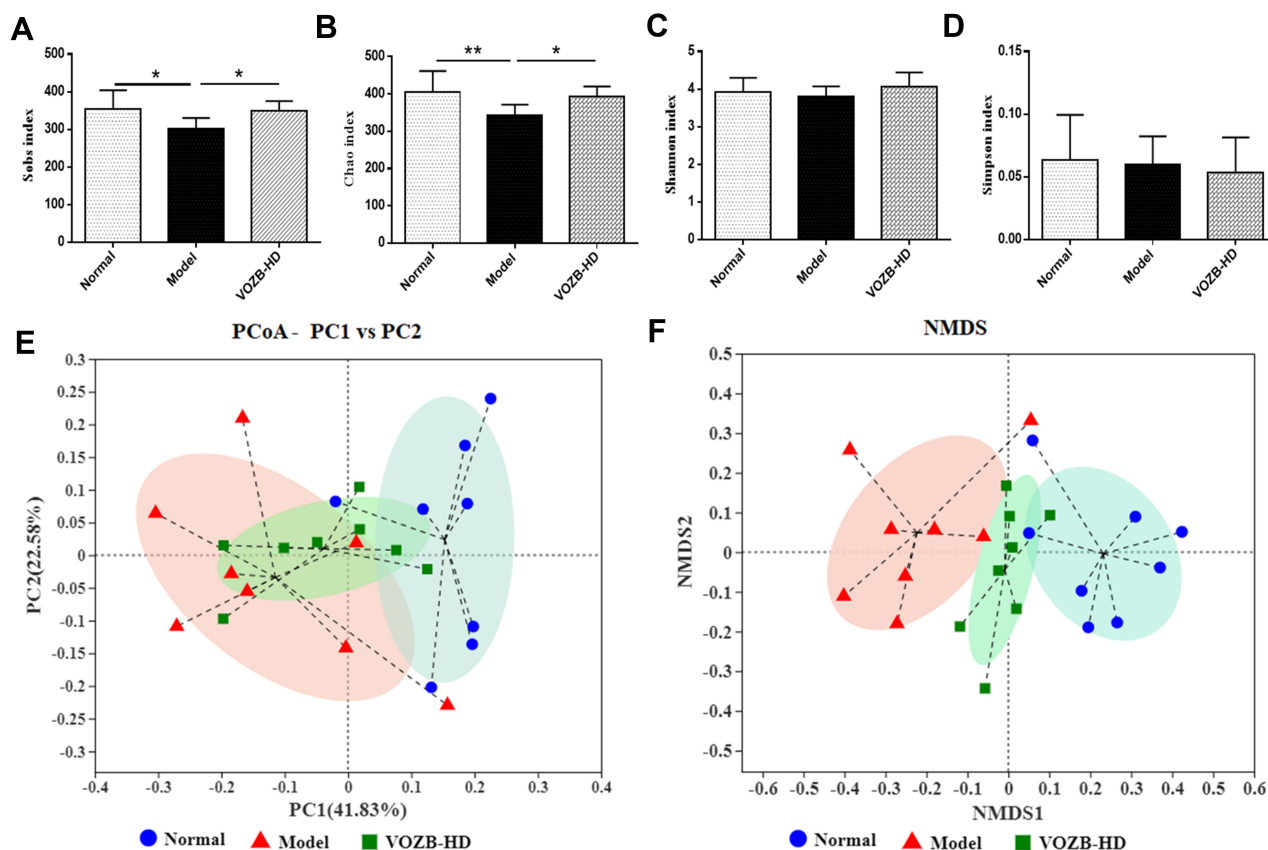 A
500
400
300
200
100
0
Sobs index
*
*
Normal
Model
VOZB-HD
B
500
400
300
200
100
0
Chao index
**
*
Normal
Model
VOZB-HD
C
5
4
3
2
1
0
Shannon index
Normal
Model
VOZB-HD
D
0.15
0.10
0.05
0.00
Simpson index
Normal
Model
VOZB-HD
E
PCoA - PC1 vs PC2
0.3
0.25
0.2
0.15
0.1
0.05
0
-0.05
-0.1
-0.15
-0.2
-0.25
-0.3
PC2(22.58%)
-0.4
-0.3
-0.2
-0.1
0
0.1
0.2
0.3
0.4
PC1(41.83%)
Normal Model VOZB-HD
F
NMDS
0.5
0.4
0.3
0.2
0.1
0
-0.1
-0.2
-0.3
-0.4
-0.5
NMDS2
-0.6
-0.5
-0.4
-0.3
-0.2
-0.1
0
0.1
0.2
0.3
0.4
0.5
0.6
NMDS1
Normal Model VOZB-HD